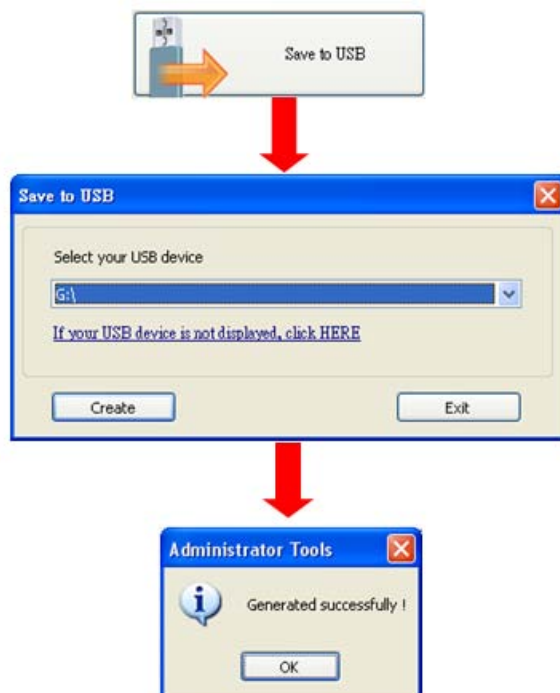 Save to USB
Save to USB
Select your USB device
G:\
If your USB device is not displayed, click HERE
Create Exit
Administrator Tools
Generated successfully !
OK